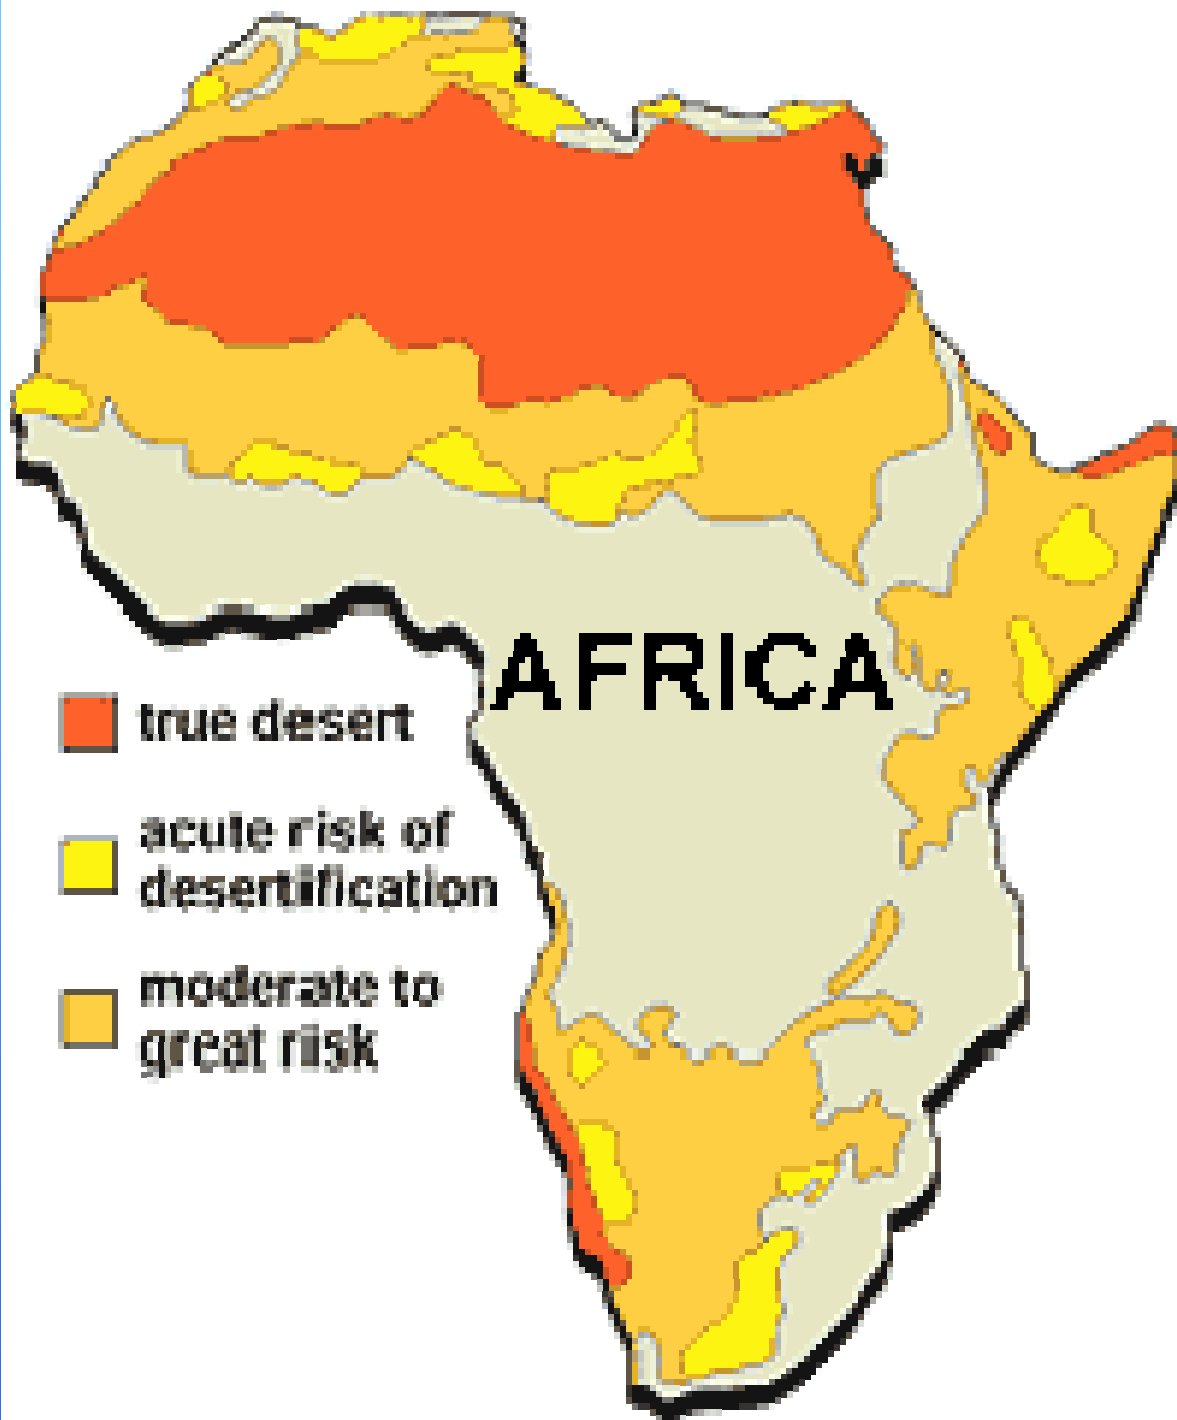 AFRICA
true desert
acute risk of
desertification
moderate to
great risk